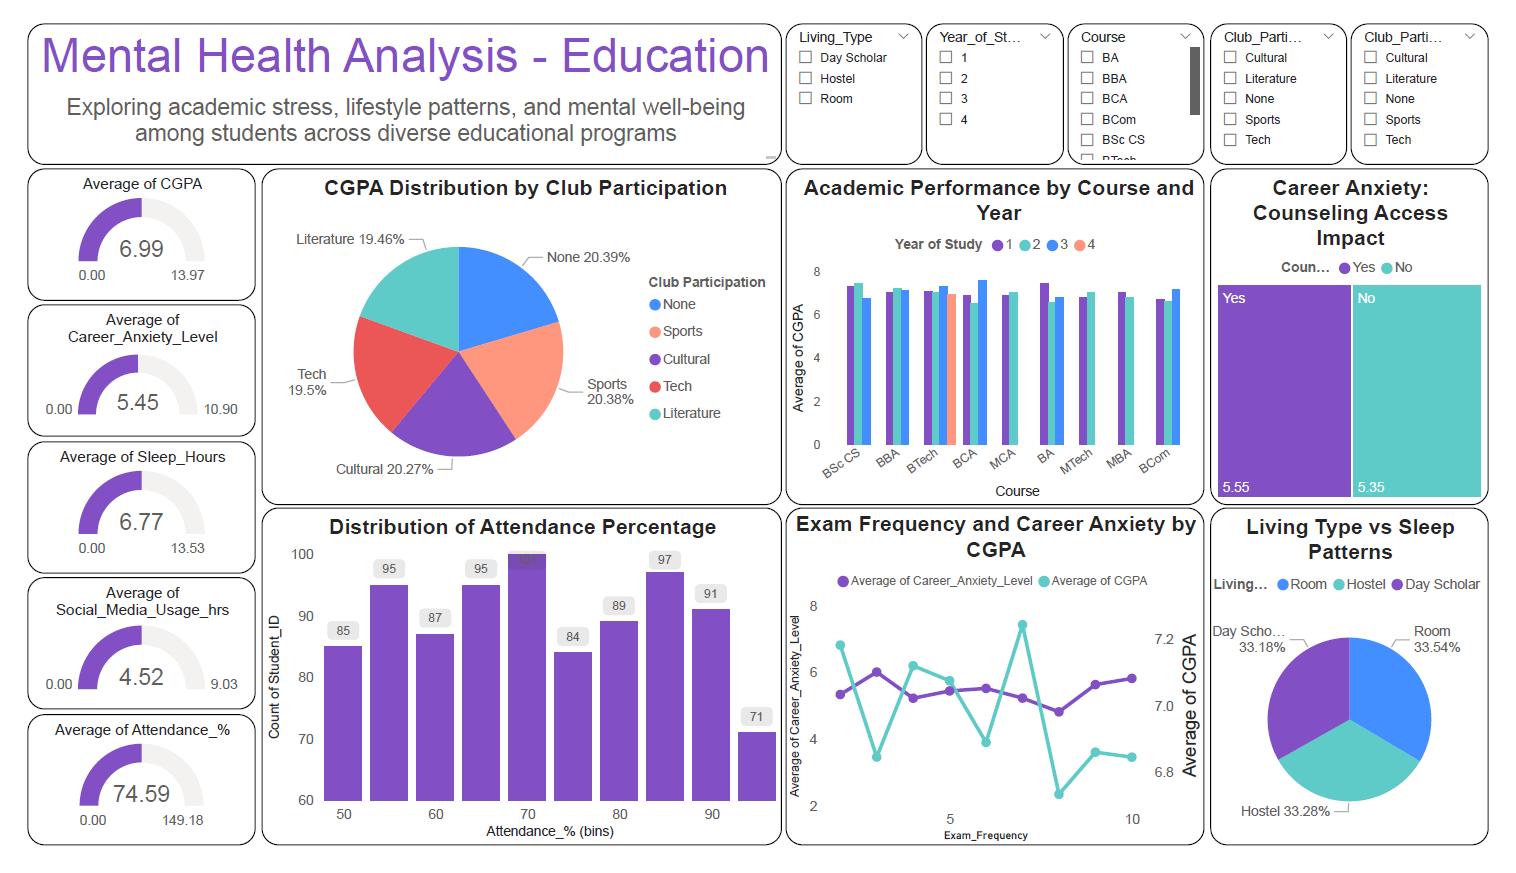 Mental Health Analysis - Education
Exploring academic stress, lifestyle patterns, and mental well-being
among students across diverse educational programs
Living_Type
Day Scholar
Hostel
Room
Year_of_St...
1
2
3
4
Course
BA
BBA
BCA
BCom
BSc CS
BTech
Club_Parti...
Cultural
Literature
None
Sports
Tech
Club_Parti...
Cultural
Literature
None
Sports
Tech
Average of CGPA
6.99
0.00
13.97
Average of
Career_Anxiety_Level
5.45
0.00
10.90
Average of Sleep_Hours
6.77
0.00
13.53
Average of
Social_Media_Usage_hrs
4.52
0.00
9.03
Average of Attendance_%
74.59
0.00
149.18
CGPA Distribution by Club Participation
Literature 19.46%
None 20.39%
Tech
19.5%
Sports
20.38%
Cultural 20.27%
Club Participation
None
Sports
Cultural
Tech
Literature
Academic Performance by Course and
Year
Year of Study
1
2
3
4
Average of CGPA
8
6
4
2
0
BSc CS
BBA
BTech
BCA
MCA
BA
MTech
MBA
BCom
Course
Career Anxiety:
Counseling Access
Impact
Coun...
Yes
No
Yes
No
5.55
5.35
Distribution of Attendance Percentage
Count of Student_ID
100
90
80
70
60
85
95
87
95
84
89
97
91
71
50
60
70
80
90
Attendance_% (bins)
Exam Frequency and Career Anxiety by
CGPA
Average of Career_Anxiety_Level
Average of CGPA
Average of Career_Anxiety_Level
8
6
4
2
7.2
7.0
6.8
Average of CGPA
5
10
Exam_Frequency
Living Type vs Sleep
Patterns
Living...
Room
Hostel
Day Scholar
Day Scho...
33.18%
Room
33.54%
Hostel 33.28%